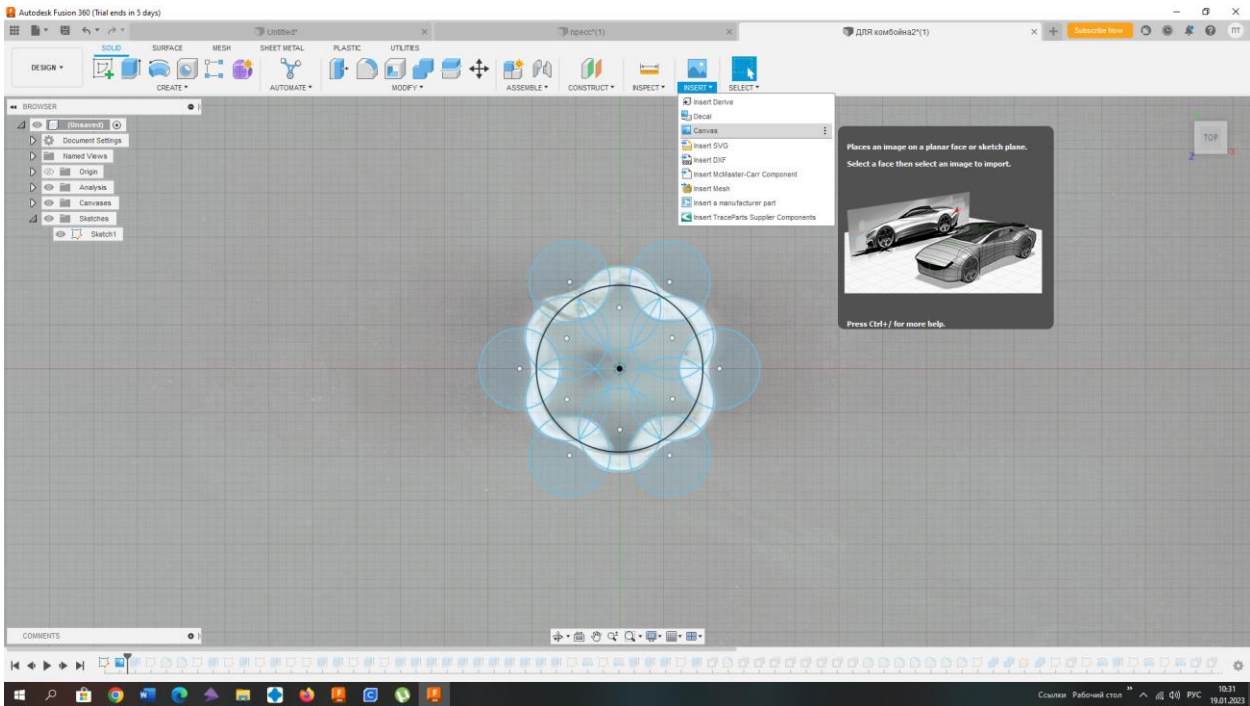 Autodesk Fusion 360 (Trial ends in 5 days)
Untitled*
пресс*(1)
ДЛЯ комбойна2*(1)
Subscribe Now
ПТ
SOLID SURFACE MESH SHEET METAL PLASTIC UTILITIES
DESIGN
CREATE AUTOMATE MODIFY ASSEMBLE CONSTRUCT INSPECT INSERT SELECT
BROWSER
(Unsaved)
Document Settings
Named Views
Origin
Analysis
Canvases
Sketches
Sketch1
Insert Derive
Decal
Canvas
Insert SVG
Insert DXF
Insert McMaster-Carr Component
Insert Mesh
Insert a manufacturer part
Insert TraceParts Supplier Components
Places an image on a planar face or sketch plane.
Select a face then select an image to import.
Press Ctrl+/ for more help.
TOP
X
Z
COMMENTS
Ссылки Рабочий стол
РУС
10:31
19.01.2023